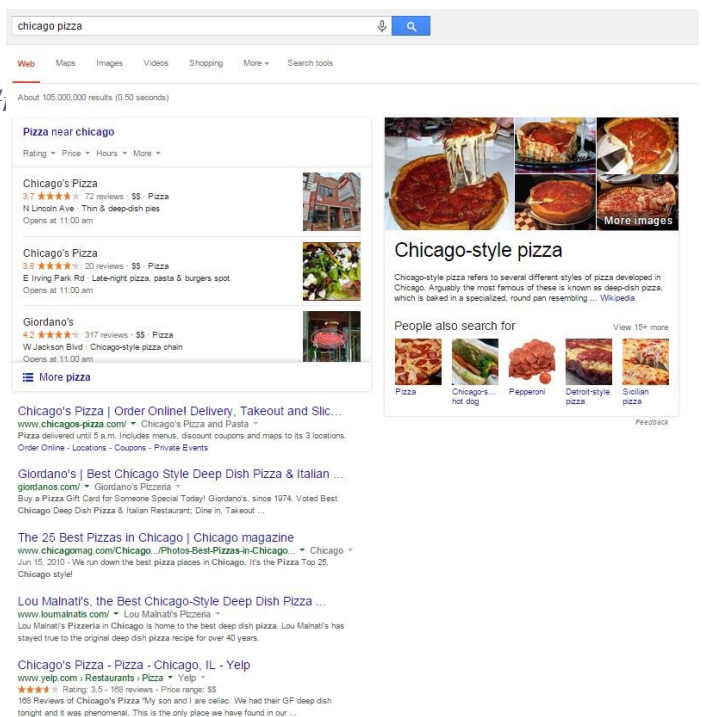 chicago pizza
Web Maps Images Videos Shopping More Search tools
About 105,000,000 results (0.50 seconds)
Pizza near chicago
Rating Price Hours More
Chicago's Pizza
3.7 ★★★★★ 72 reviews · $$ · Pizza
N Lincoln Ave · Thin & deep-dish pies
Opens at 11:00 am
Chicago's Pizza
3.8 ★★★★★ 20 reviews · $$ · Pizza
E Irving Park Rd · Late-night pizza, pasta & burgers spot
Opens at 11:00 am
Giordano's
4.2 ★★★★★ 317 reviews · $$ · Pizza
W Jackson Blvd · Chicago-style pizza chain
Opens at 11:00 am
More pizza
Chicago's Pizza | Order Online! Delivery, Takeout and Slic...
www.chicagos-pizza.com/ Chicago's Pizza and Pasta
Pizza delivered until 5 a.m. Includes menus, discount coupons and maps to its 3 locations.
Order Online - Locations - Coupons - Private Events
Giordano's | Best Chicago Style Deep Dish Pizza & Italian ...
giordanos.com/ Giordano's Pizzeria
Buy a Pizza Gift Card for Someone Special Today! Giordano's, since 1974. Voted Best
Chicago Deep Dish Pizza & Italian Restaurant; Dine in, Takeout ...
The 25 Best Pizzas in Chicago | Chicago magazine
www.chicagomag.com/Chicago.../Photos-Best-Pizzas-in-Chicago... Chicago
Jun 15, 2010 - We run down the best pizza places in Chicago. It's the Pizza Top 25,
Chicago style!
Lou Malnati's, the Best Chicago-Style Deep Dish Pizza ...
www.loumalnatis.com/ Lou Malnati's Pizzeria
Lou Malnati's Pizzeria in Chicago is home to the best deep dish pizza. Lou Malnati's has
stayed true to the original deep dish pizza recipe for over 40 years.
Chicago's Pizza - Pizza - Chicago, IL - Yelp
www.yelp.com › Restaurants › Pizza Yelp
★★★★★ Rating: 3.5 - 168 reviews - Price range: $$
168 Reviews of Chicago's Pizza "My son and I are celiac. We had their GF deep dish
tonight and it was phenomenal. This is the only place we have found in our ...
More images
Chicago-style pizza
Chicago-style pizza refers to several different styles of pizza developed in
Chicago. Arguably the most famous of these is known as deep-dish pizza,
which is baked in a specialized, round pan resembling ... Wikipedia
People also search for View 15+ more
Pizza Chicago-s... Pepperoni Detroit-style Sicilian
hot dog pizza pizza
Feedback